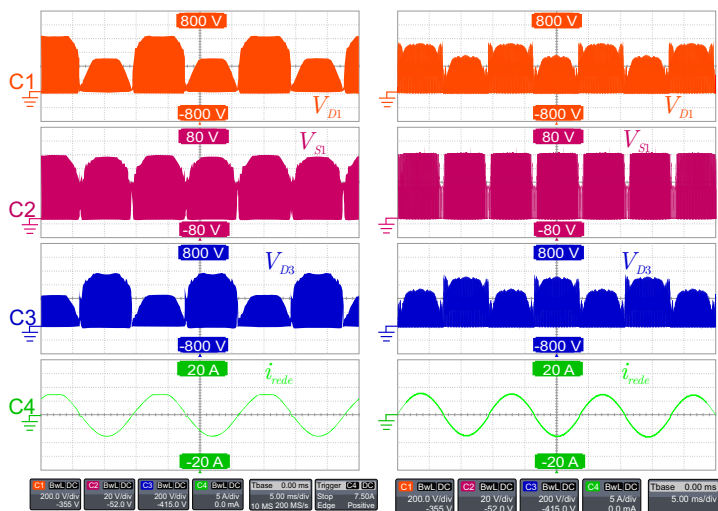 800 V
C1
V_D1
-800 V
80 V
V_S1
C2
-80 V
800 V
V_D3
C3
-800 V
20 A
i_rede
C4
-20 A
C1 BwL DC
200.0 V/div
-355 V
C2 BwL DC
20 V/div
-52.0 V
C3 BwL DC
200 V/div
-415.0 V
C4 BwL DC
5 A/div
0.0 mA
Tbase 0.00 ms
5.00 ms/div
10 MS 200 MS/s
Trigger C4 DC
Stop 7.50A
Edge Positive
800 V
V_D1
-800 V
80 V
V_S1
-80 V
800 V
V_D3
-800 V
20 A
i_rede
-20 A
C1 BwL DC
200.0 V/div
-355 V
C2 BwL DC
20 V/div
-52.0 V
C3 BwL DC
200 V/div
-415.0 V
C4 BwL DC
5 A/div
0.0 mA
Tbase 0.00 ms
5.00 ms/div